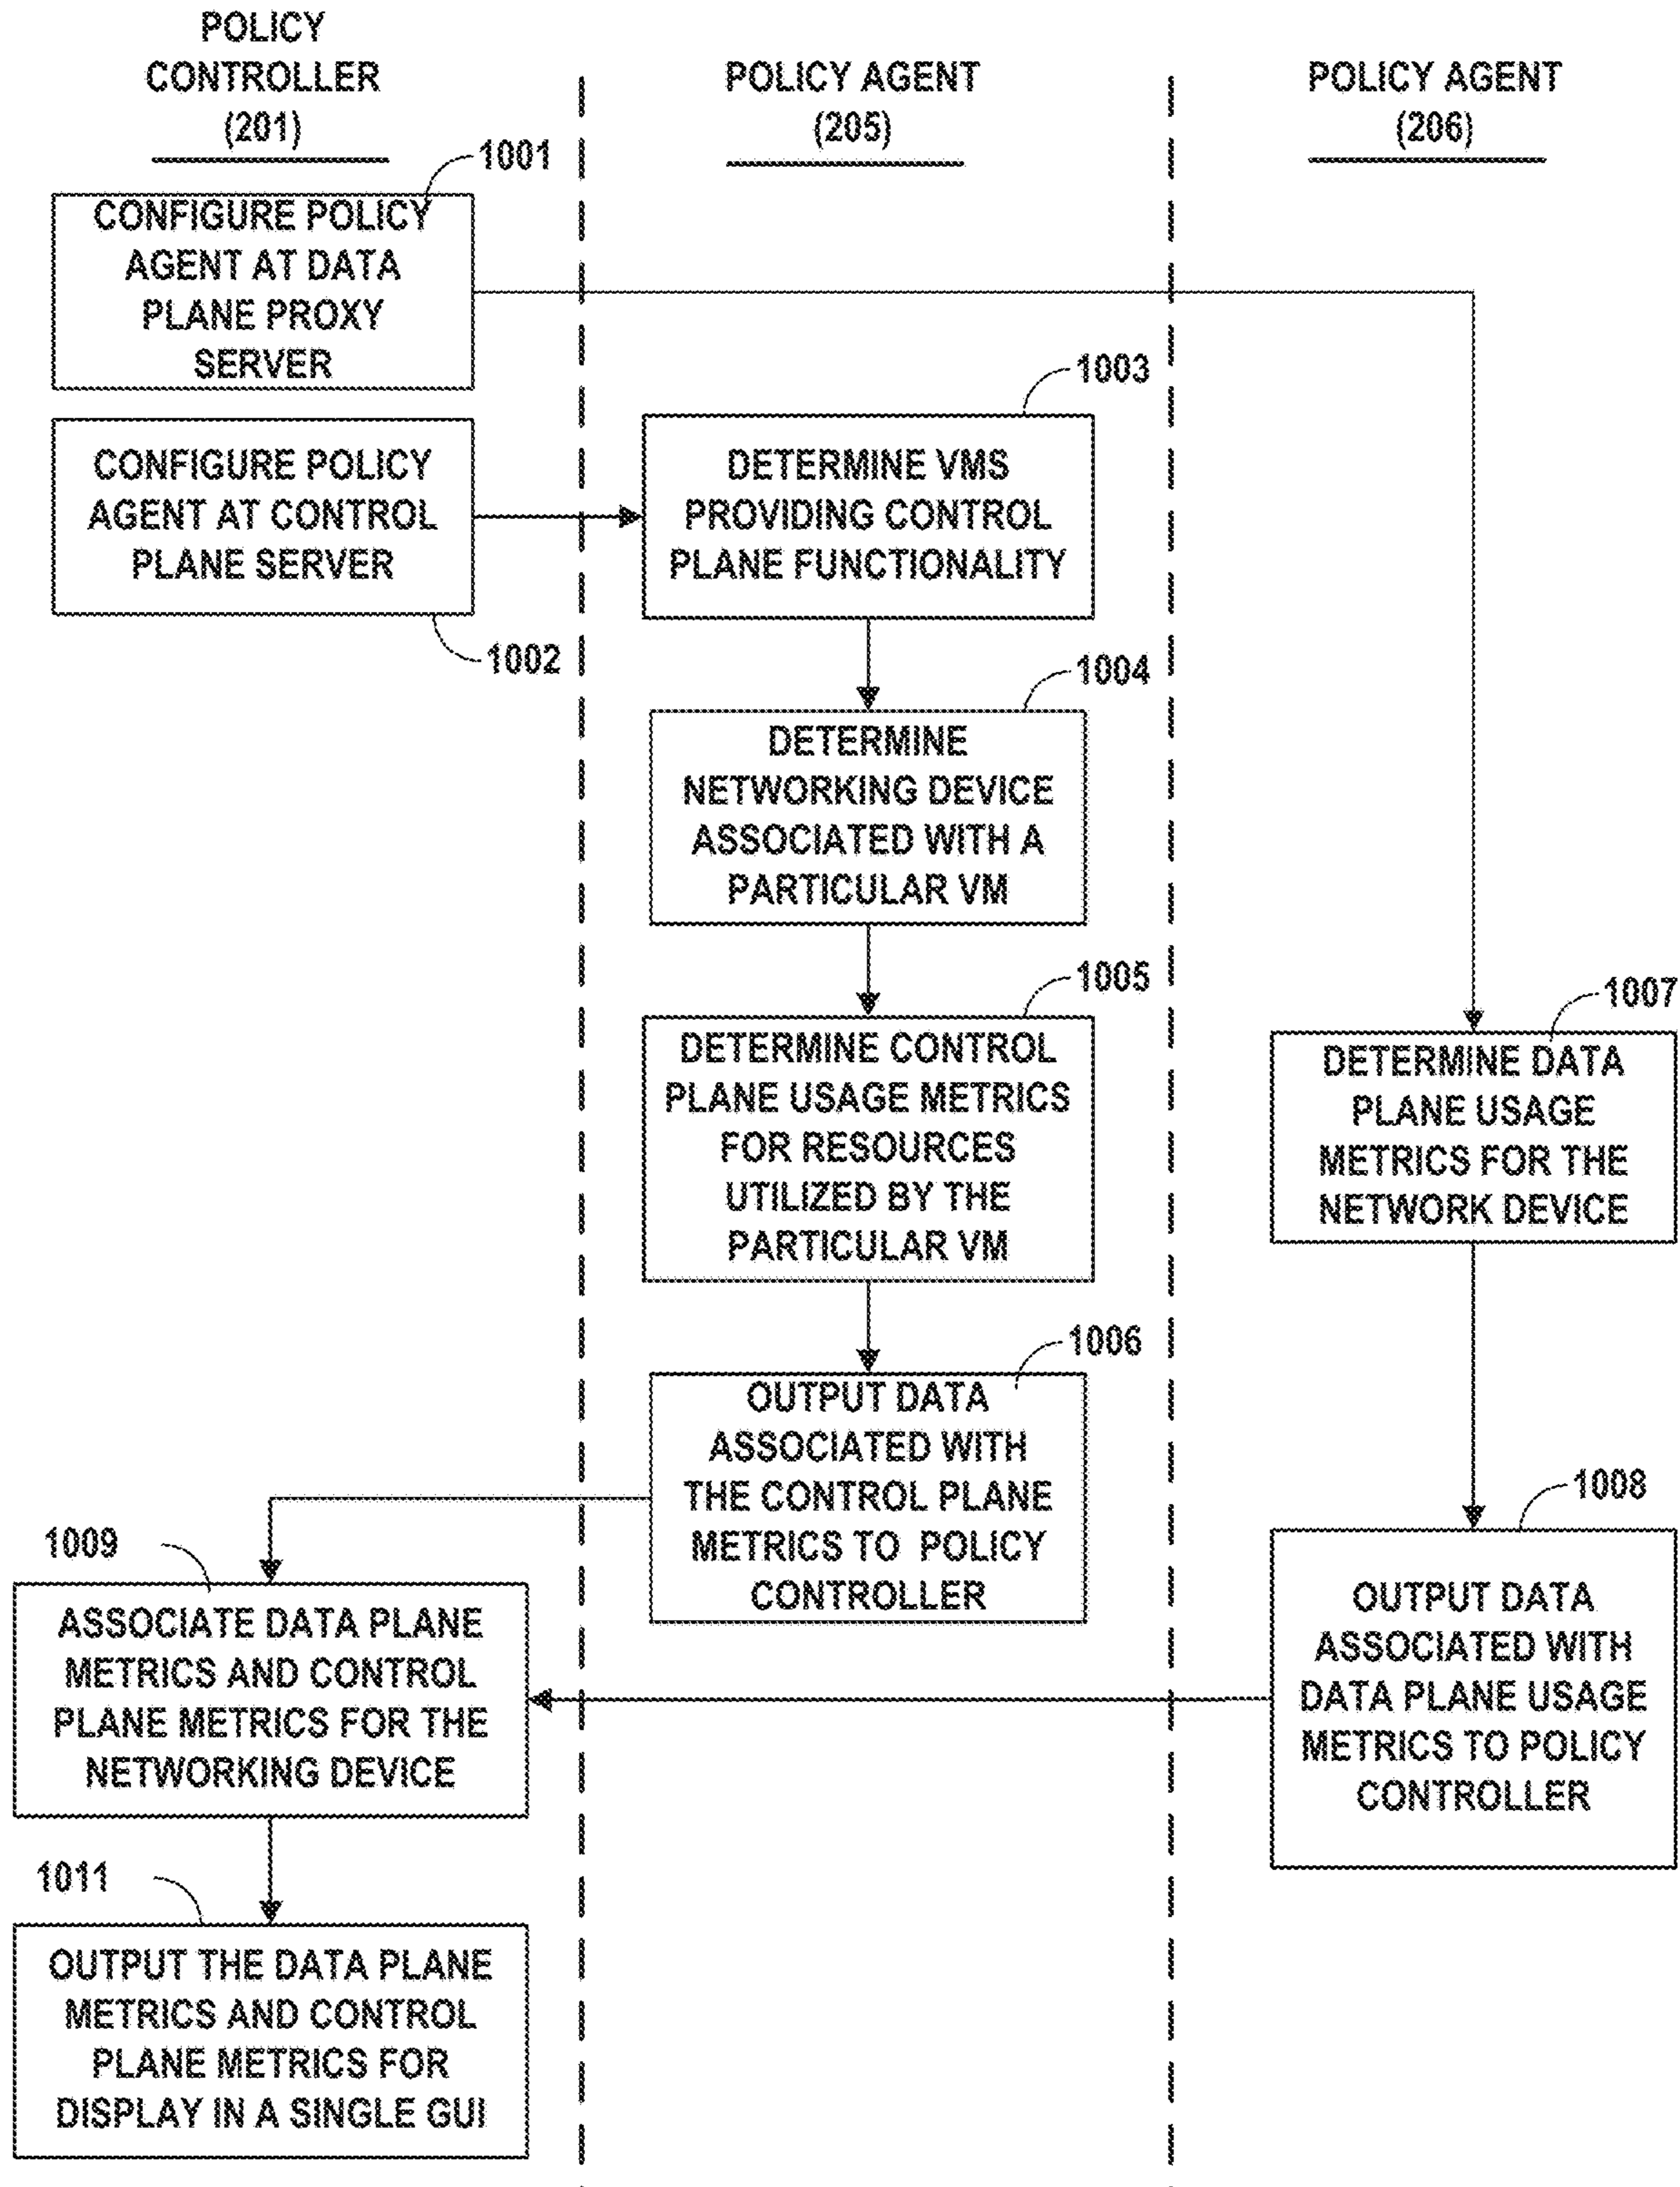 POLICY
CONTROLLER
(201)
POLICY AGENT
(205)
POLICY AGENT
(206)
1001
CONFIGURE POLICY
AGENT AT DATA
PLANE PROXY
SERVER
CONFIGURE POLICY
AGENT AT CONTROL
PLANE SERVER
1002
1003
DETERMINE VMS
PROVIDING CONTROL
PLANE FUNCTIONALITY
1004
DETERMINE
NETWORKING DEVICE
ASSOCIATED WITH A
PARTICULAR VM
1005
DETERMINE CONTROL
PLANE USAGE METRICS
FOR RESOURCES
UTILIZED BY THE
PARTICULAR VM
1006
OUTPUT DATA
ASSOCIATED WITH
THE CONTROL PLANE
METRICS TO POLICY
CONTROLLER
1007
DETERMINE DATA
PLANE USAGE
METRICS FOR THE
NETWORK DEVICE
1008
OUTPUT DATA
ASSOCIATED WITH
DATA PLANE USAGE
METRICS TO POLICY
CONTROLLER
1009
ASSOCIATE DATA PLANE
METRICS AND CONTROL
PLANE METRICS FOR THE
NETWORKING DEVICE
1011
OUTPUT THE DATA PLANE
METRICS AND CONTROL
PLANE METRICS FOR
DISPLAY IN A SINGLE GUI